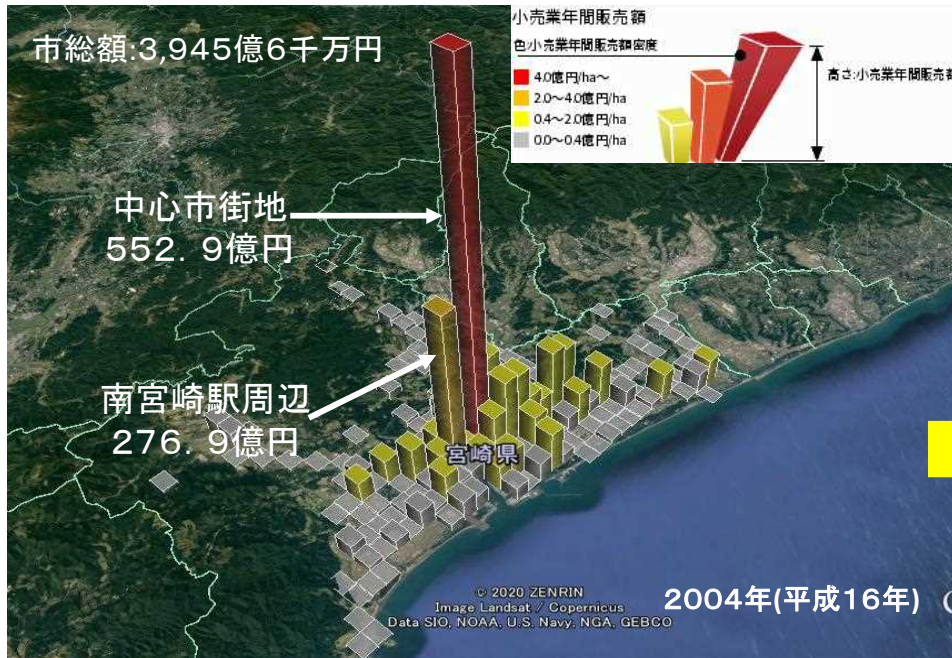 市総額:3,945億6千万円
小売業年間販売額
色:小売業年間販売額密度
4.0億円/ha～
2.0～4.0億円/ha
0.4～2.0億円/ha
0.0～0.4億円/ha
高さ:小売業年間販売額
中心市街地
552．9億円
南宮崎駅周辺
276．9億円
宮崎県
© 2020 ZENRIN
Image Landsat / Copernicus
Data SIO, NOAA, U.S. Navy, NGA, GEBCO
2004年(平成16年)